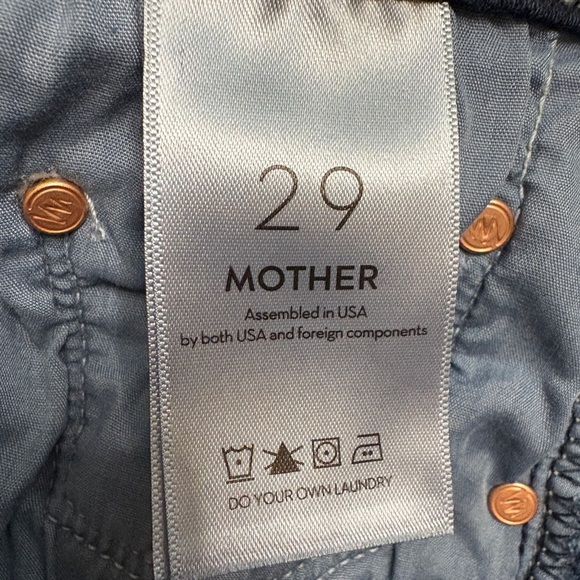 29
MOTHER
Assembled in USA
by both USA and foreign components
DO YOUR OWN LAUNDRY